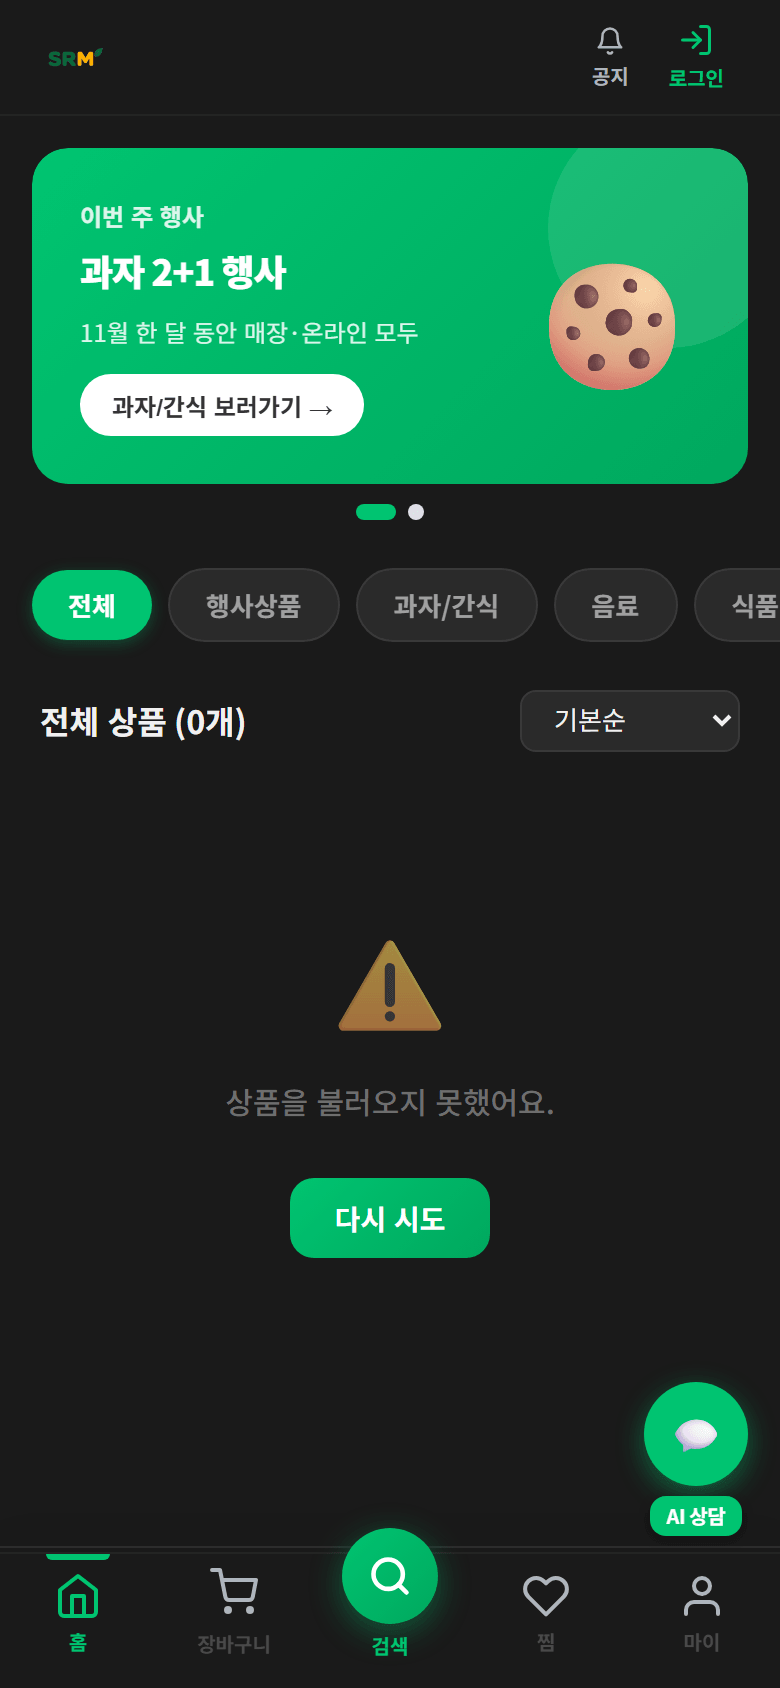 SRM
공지
로그인
이번 주 행사
과자 2+1 행사
11월 한 달 동안 매장·온라인 모두
과자/간식 보러가기 →
전체
행사상품
과자/간식
음료
식품
전체 상품 (0개)
기본순
상품을 불러오지 못했어요.
다시 시도
AI 상담
홈
장바구니
검색
찜
마이